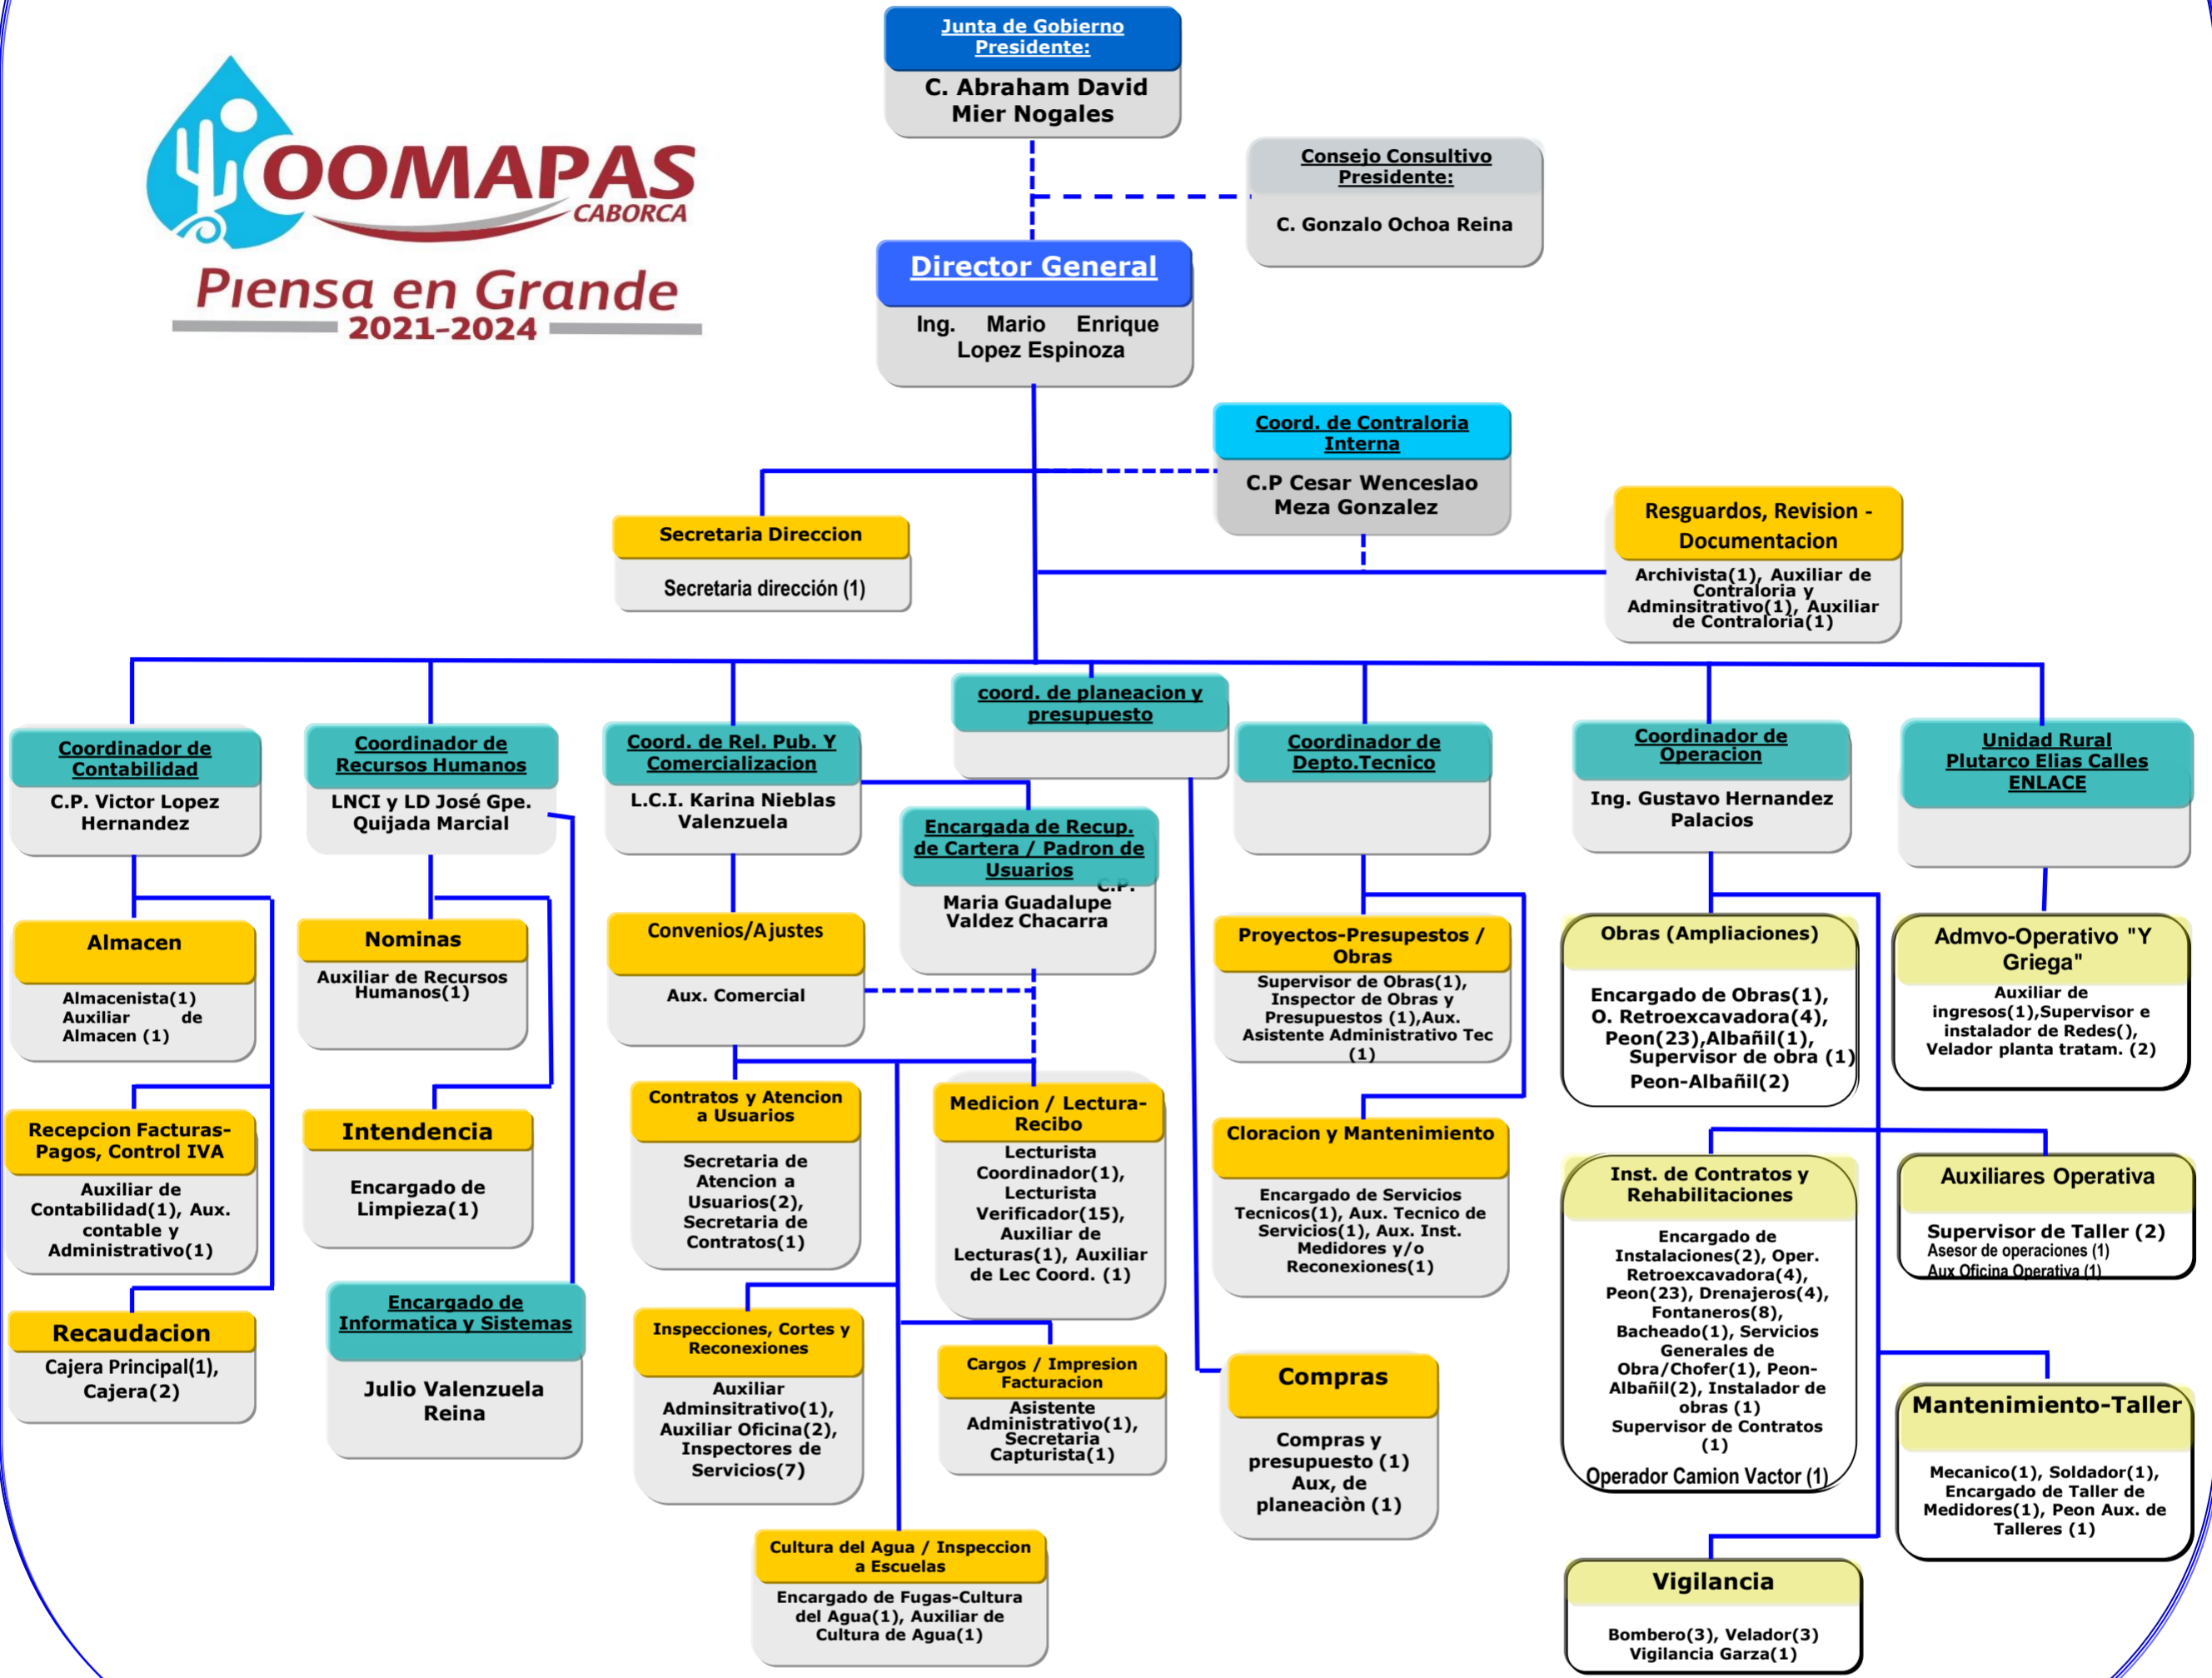 Junta de Gobierno
Presidente:
C. Abraham David
Mier Nogales
OOMAPAS
CABORCA
Piensa en Grande
2021-2024
Consejo Consultivo
Presidente:
C. Gonzalo Ochoa Reina
Director General
Ing. Mario Enrique
Lopez Espinoza
Coord. de Contraloria
Interna
C.P Cesar Wenceslao
Meza Gonzalez
Secretaria Direccion
Secretaria dirección (1)
Resguardos, Revision -
Documentacion
Archivista(1), Auxiliar de
Contraloria y
Adminsitrativo(1), Auxiliar
de Contraloria(1)
Coordinador de
Contabilidad
C.P. Victor Lopez
Hernandez
Almacen
Almacenista(1)
Auxiliar de
Almacen (1)
Recepcion Facturas-
Pagos, Control IVA
Auxiliar de
Contabilidad(1), Aux.
contable y
Administrativo(1)
Recaudacion
Cajera Principal(1),
Cajera(2)
Coordinador de
Recursos Humanos
LNCI y LD José Gpe.
Quijada Marcial
Nominas
Auxiliar de Recursos
Humanos(1)
Intendencia
Encargado de
Limpieza(1)
Encargado de
Informatica y Sistemas
Julio Valenzuela
Reina
Coord. de Rel. Pub. Y
Comercializacion
L.C.I. Karina Nieblas
Valenzuela
Encargada de Recup.
de Cartera / Padron de
Usuarios
C.P.
Maria Guadalupe
Valdez Chacarra
Convenios/Ajustes
Aux. Comercial
Contratos y Atencion
a Usuarios
Secretaria de
Atencion a
Usuarios(2),
Secretaria de
Contratos(1)
Medicion / Lectura-
Recibo
Lecturista
Coordinador(1),
Lecturista
Verificador(15),
Auxiliar de
Lecturas(1), Auxiliar
de Lec Coord. (1)
Inspecciones, Cortes y
Reconexiones
Auxiliar
Adminsitrativo(1),
Auxiliar Oficina(2),
Inspectores de
Servicios(7)
Cargos / Impresion
Facturacion
Asistente
Administrativo(1),
Secretaria
Capturista(1)
Cultura del Agua / Inspeccion
a Escuelas
Encargado de Fugas-Cultura
del Agua(1), Auxiliar de
Cultura de Agua(1)
coord. de planeacion y
presupuesto
Compras
Compras y
presupuesto (1)
Aux, de
planeaciòn (1)
Coordinador de
Depto.Tecnico
Proyectos-Presupestos /
Obras
Supervisor de Obras(1),
Inspector de Obras y
Presupuestos (1),Aux.
Asistente Administrativo Tec
(1)
Cloracion y Mantenimiento
Encargado de Servicios
Tecnicos(1), Aux. Tecnico de
Servicios(1), Aux. Inst.
Medidores y/o
Reconexiones(1)
Coordinador de
Operacion
Ing. Gustavo Hernandez
Palacios
Obras (Ampliaciones)
Encargado de Obras(1),
O. Retroexcavadora(4),
Peon(23),Albañil(1),
Supervisor de obra (1)
Peon-Albañil(2)
Inst. de Contratos y
Rehabilitaciones
Encargado de
Instalaciones(2), Oper.
Retroexcavadora(4),
Peon(23), Drenajeros(4),
Fontaneros(8),
Bacheado(1), Servicios
Generales de
Obra/Chofer(1), Peon-
Albañil(2), Instalador de
obras (1)
Supervisor de Contratos
(1)
Operador Camion Vactor (1)
Auxiliares Operativa
Supervisor de Taller (2)
Asesor de operaciones (1)
Aux Oficina Operativa (1)
Mantenimiento-Taller
Mecanico(1), Soldador(1),
Encargado de Taller de
Medidores(1), Peon Aux. de
Talleres (1)
Vigilancia
Bombero(3), Velador(3)
Vigilancia Garza(1)
Unidad Rural
Plutarco Elias Calles
ENLACE
Admvo-Operativo "Y
Griega"
Auxiliar de
ingresos(1),Supervisor e
instalador de Redes(),
Velador planta tratam. (2)